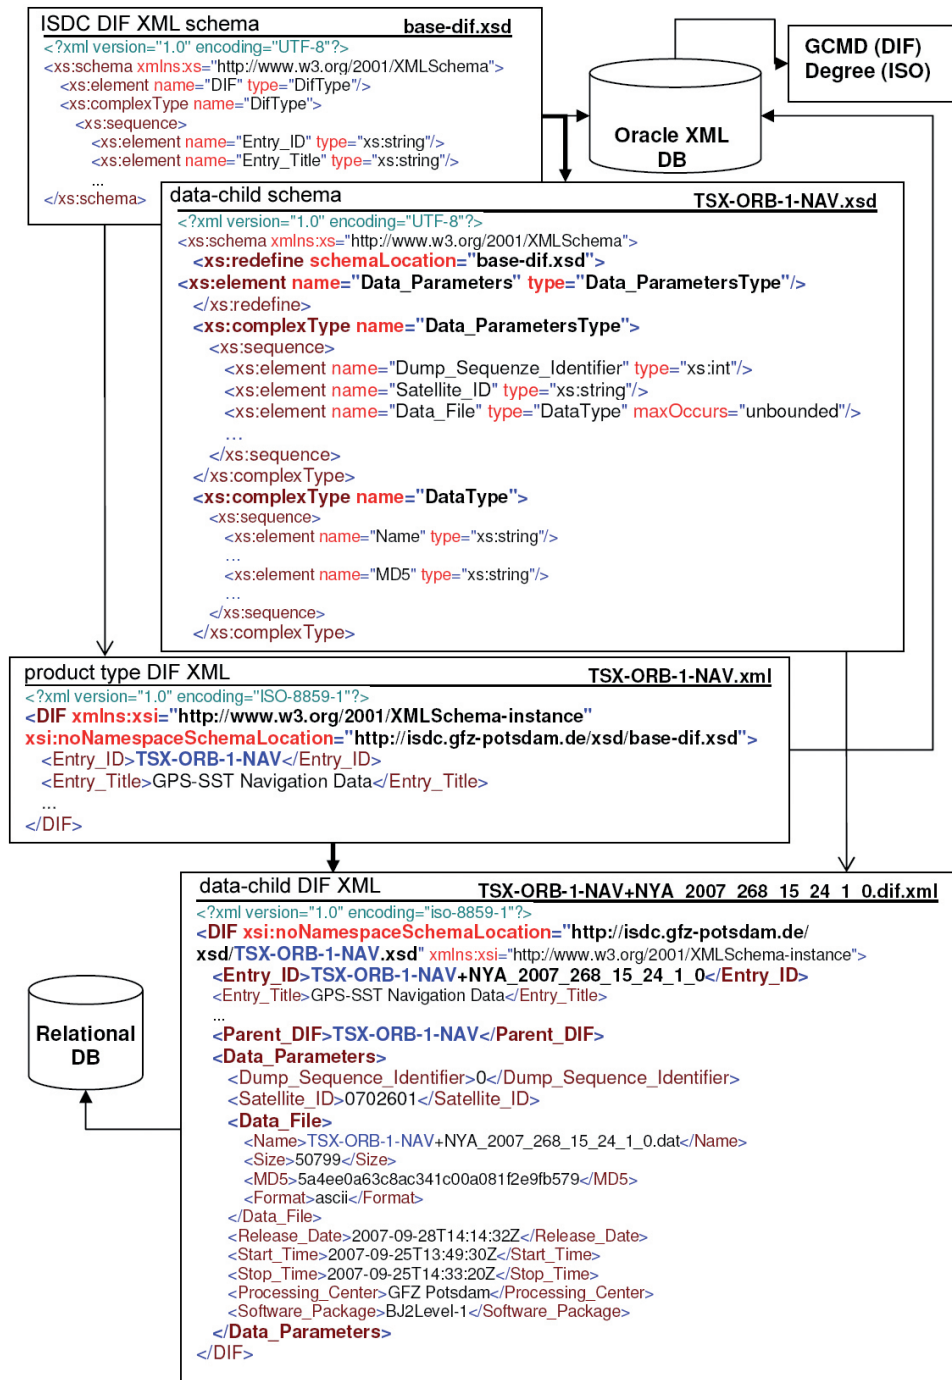 ISDC DIF XML schema
base-dif.xsd
<?xml version="1.0" encoding="UTF-8"?>
<xs:schema xmlns:xs="http://www.w3.org/2001/XMLSchema">
<xs:element name="DIF" type="DifType"/>
<xs:complexType name="DifType">
<xs:sequence>
<xs:element name="Entry_ID" type="xs:string"/>
<xs:element name="Entry_Title" type="xs:string"/>
...
</xs:schema>
Oracle XML
DB
GCMD (DIF)
Degree (ISO)
data-child schema
TSX-ORB-1-NAV.xsd
<?xml version="1.0" encoding="UTF-8"?>
<xs:schema xmlns:xs="http://www.w3.org/2001/XMLSchema">
<xs:redefine schemaLocation="base-dif.xsd">
<xs:element name="Data_Parameters" type="Data_ParametersType"/>
</xs:redefine>
<xs:complexType name="Data_ParametersType">
<xs:sequence>
<xs:element name="Dump_Sequenze_Identifier" type="xs:int"/>
<xs:element name="Satellite_ID" type="xs:string"/>
<xs:element name="Data_File" type="DataType" maxOccurs="unbounded"/>
...
</xs:sequence>
</xs:complexType>
<xs:complexType name="DataType">
<xs:sequence>
<xs:element name="Name" type="xs:string"/>
...
<xs:element name="MD5" type="xs:string"/>
...
</xs:sequence>
</xs:complexType>
product type DIF XML
TSX-ORB-1-NAV.xml
<?xml version="1.0" encoding="ISO-8859-1"?>
<DIF xmlns:xsi="http://www.w3.org/2001/XMLSchema-instance"
xsi:noNamespaceSchemaLocation="http://isdc.gfz-potsdam.de/xsd/base-dif.xsd">
<Entry_ID>TSX-ORB-1-NAV</Entry_ID>
<Entry_Title>GPS-SST Navigation Data</Entry_Title>
...
</DIF>
data-child DIF XML
TSX-ORB-1-NAV+NYA_2007_268_15_24_1_0.dif.xml
<?xml version="1.0" encoding="iso-8859-1"?>
<DIF xsi:noNamespaceSchemaLocation="http://isdc.gfz-potsdam.de/
xsd/TSX-ORB-1-NAV.xsd" xmlns:xsi="http://www.w3.org/2001/XMLSchema-instance">
<Entry_ID>TSX-ORB-1-NAV+NYA_2007_268_15_24_1_0</Entry_ID>
<Entry_Title>GPS-SST Navigation Data</Entry_Title>
...
<Parent_DIF>TSX-ORB-1-NAV</Parent_DIF>
<Data_Parameters>
<Dump_Sequence_Identifier>0</Dump_Sequence_Identifier>
<Satellite_ID>0702601</Satellite_ID>
<Data_File>
<Name>TSX-ORB-1-NAV+NYA_2007_268_15_24_1_0.dat</Name>
<Size>50799</Size>
<MD5>5a4ee0a63c8ac341c00a081f2e9fb579</MD5>
<Format>ascii</Format>
</Data_File>
<Release_Date>2007-09-28T14:14:32Z</Release_Date>
<Start_Time>2007-09-25T13:49:30Z</Start_Time>
<Stop_Time>2007-09-25T14:33:20Z</Stop_Time>
<Processing_Center>GFZ Potsdam</Processing_Center>
<Software_Package>BJ2Level-1</Software_Package>
</Data_Parameters>
</DIF>
Relational
DB